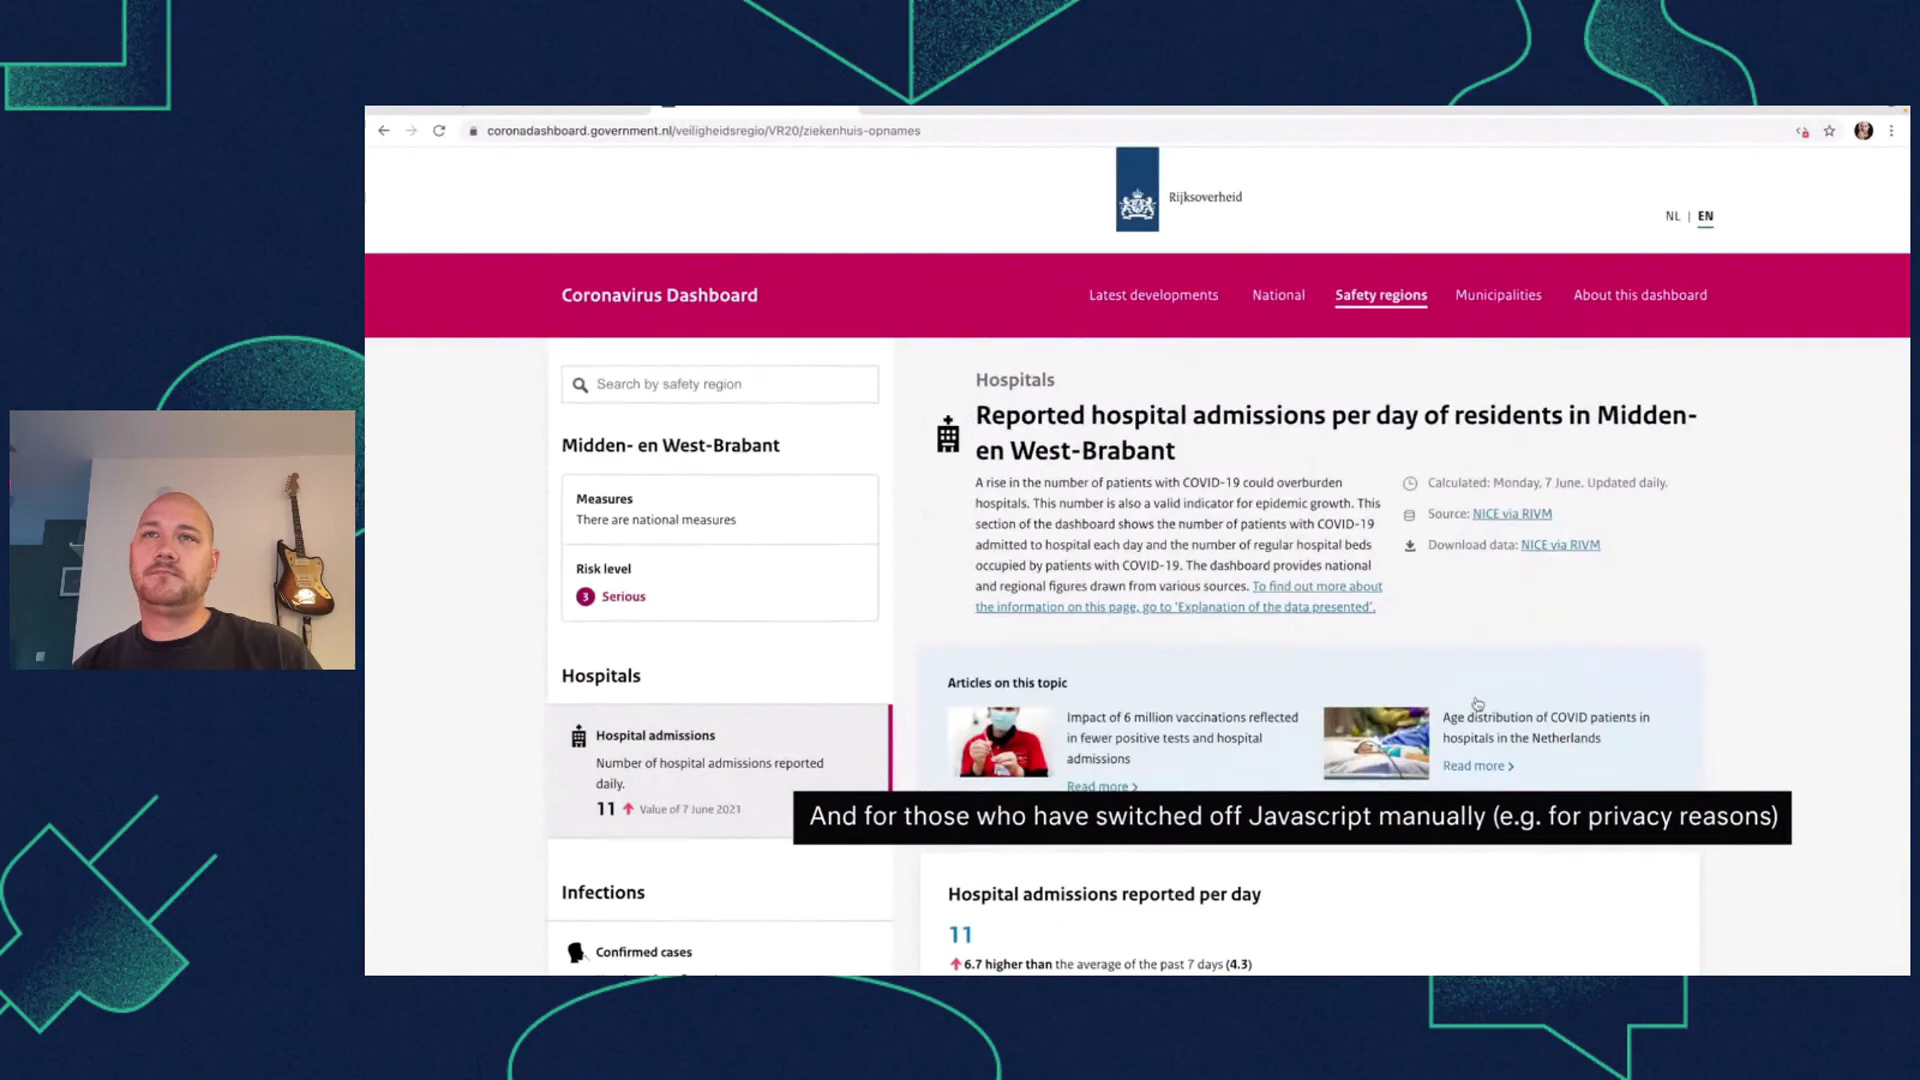 coronadashboard.government.nl/veiligheidsregio/VR20/ziekenhuis-opnames
Rijksoverheid
NL | EN
Coronavirus Dashboard
Latest developments
National
Safety regions
Municipalities
About this dashboard
Search by safety region
Midden- en West-Brabant
Measures
There are national measures
Risk level
3 Serious
Hospitals
Hospital admissions
Number of hospital admissions reported
daily.
11 Value of 7 June 2021
Infections
Confirmed cases
Hospitals
Reported hospital admissions per day of residents in Midden-
en West-Brabant
A rise in the number of patients with COVID-19 could overburden
hospitals. This number is also a valid indicator for epidemic growth. This
section of the dashboard shows the number of patients with COVID-19
admitted to hospital each day and the number of regular hospital beds
occupied by patients with COVID-19. The dashboard provides national
and regional figures drawn from various sources. To find out more about
the information on this page, go to 'Explanation of the data presented'.
Calculated: Monday, 7 June. Updated daily.
Source: NICE via RIVM
Download data: NICE via RIVM
Articles on this topic
Impact of 6 million vaccinations reflected
in fewer positive tests and hospital
admissions
Read more
Age distribution of COVID patients in
hospitals in the Netherlands
Read more
And for those who have switched off Javascript manually (e.g. for privacy reasons)
Hospital admissions reported per day
11
6.7 higher than the average of the past 7 days (4.3)